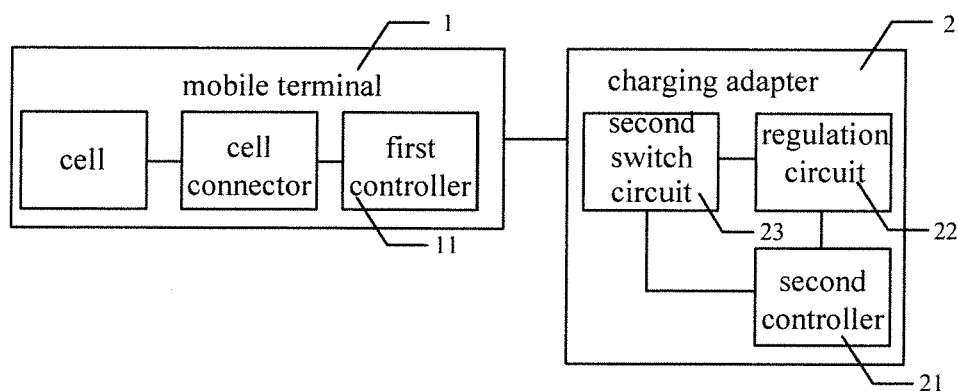 1
2
mobile terminal
charging adapter
cell
cell
connector
first
controller
second
switch
circuit
regulation
circuit
11
23
22
second
controller
21